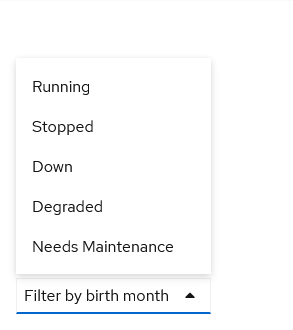 Running
Stopped
Down
Degraded
Needs Maintenance
Filter by birth month